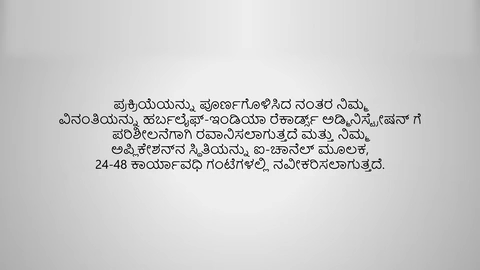 ಪ್ರಕ್ರಿಯೆಯನ್ನು ಪೂರ್ಣಗೊಳಿಸಿದ ನಂತರ ನಿಮ್ಮ
ವಿನಂತಿಯನ್ನು ಹರ್ಬಲೈಫ್-ಇಂಡಿಯಾ ರೆಕಾರ್ಡ್ಸ್ ಅಡ್ಮಿನಿಸ್ಟ್ರೇಷನ್ ಗೆ
ಪರಿಶೀಲನೆಗಾಗಿ ರವಾನಿಸಲಾಗುತ್ತದೆ ಮತ್ತು ನಿಮ್ಮ
ಅಪ್ಲಿಕೇಶನ್‌ನ ಸ್ಥಿತಿಯನ್ನು ಐ-ಚಾನೆಲ್ ಮೂಲಕ,
24-48 ಕಾರ್ಯಾವಧಿ ಗಂಟೆಗಳಲ್ಲಿ ನವೀಕರಿಸಲಾಗುತ್ತದೆ.